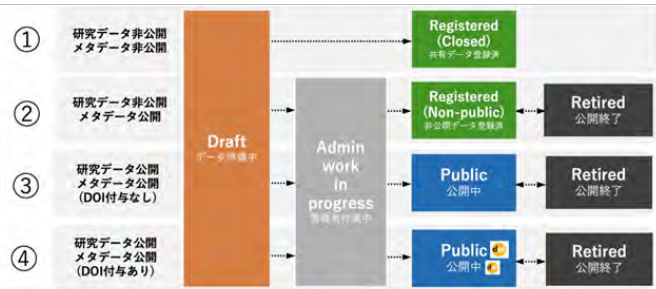 ①
研究データ非公開
メタデータ非公開
Registered
(Closed)
共有データ登録済
②
研究データ非公開
メタデータ公開
Registered
(Non-public)
非公開データ登録済
Retired
公開終了
Draft
データ準備中
Admin
work
in
progress
管理者作業中
③
研究データ公開
メタデータ公開
(DOI付与なし)
Public
公開中
Retired
公開終了
④
研究データ公開
メタデータ公開
(DOI付与あり)
Public
公開中
Retired
公開終了